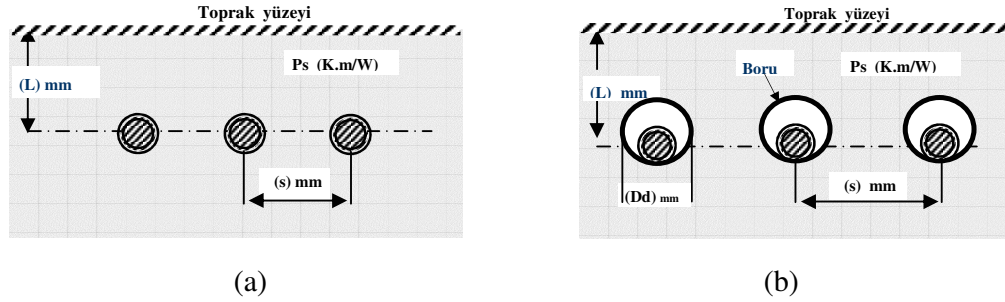 Toprak yüzeyi
Ps (K.m/W)
(L) mm
(s) mm
(a)
Toprak yüzeyi
Boru
Ps (K.m/W)
(L) mm
(Dd) mm
(s) mm
(b)